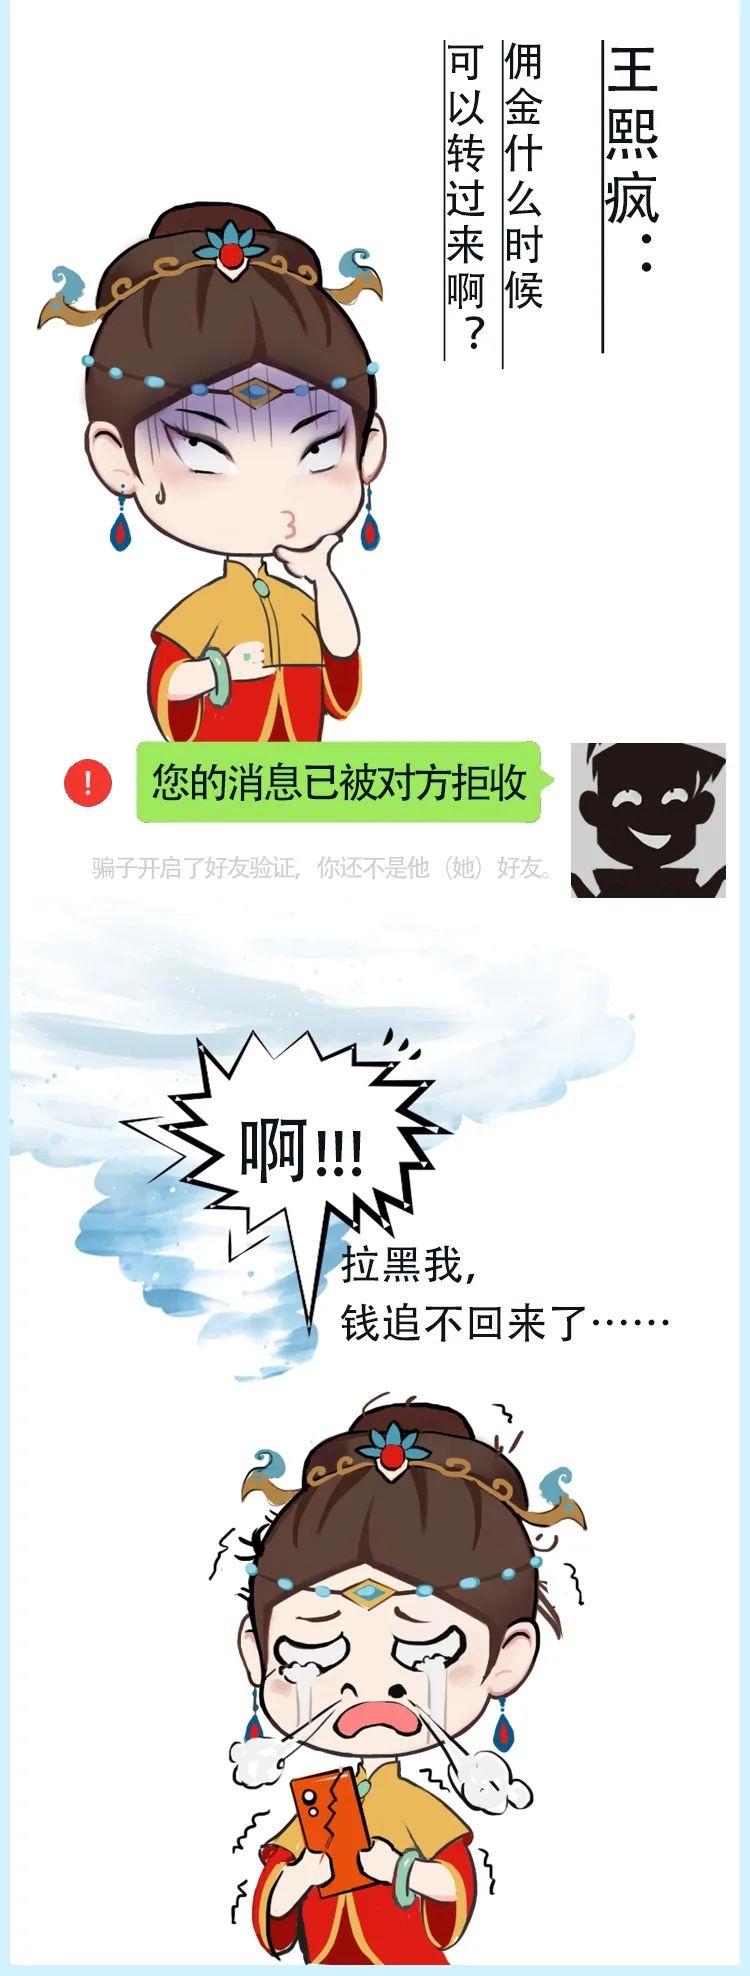 王熙疯：
佣金什么时候
可以转过来啊？
!
您的消息已被对方拒收
骗子开启了好友验证，你还不是他（她）好友。
啊!!!
拉黑我，
钱追不回来了……